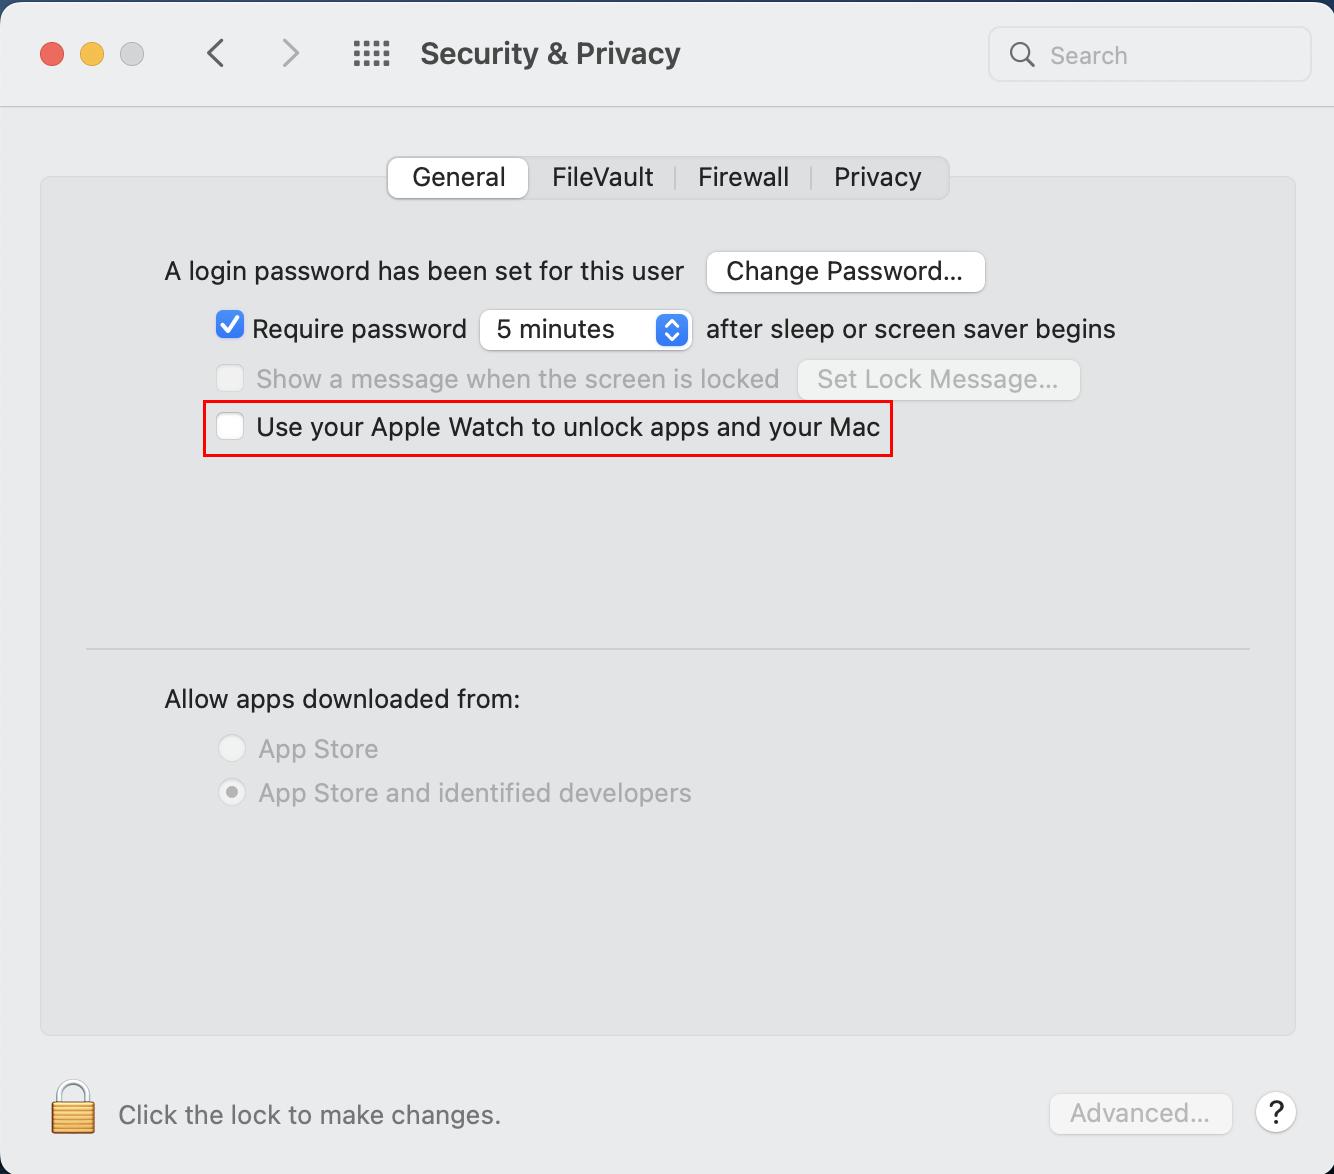 Security & Privacy
Search
General FileVault Firewall Privacy
A login password has been set for this user Change Password...
Require password 5 minutes after sleep or screen saver begins
Show a message when the screen is locked Set Lock Message...
Use your Apple Watch to unlock apps and your Mac
Allow apps downloaded from:
App Store
App Store and identified developers
Click the lock to make changes. Advanced... ?